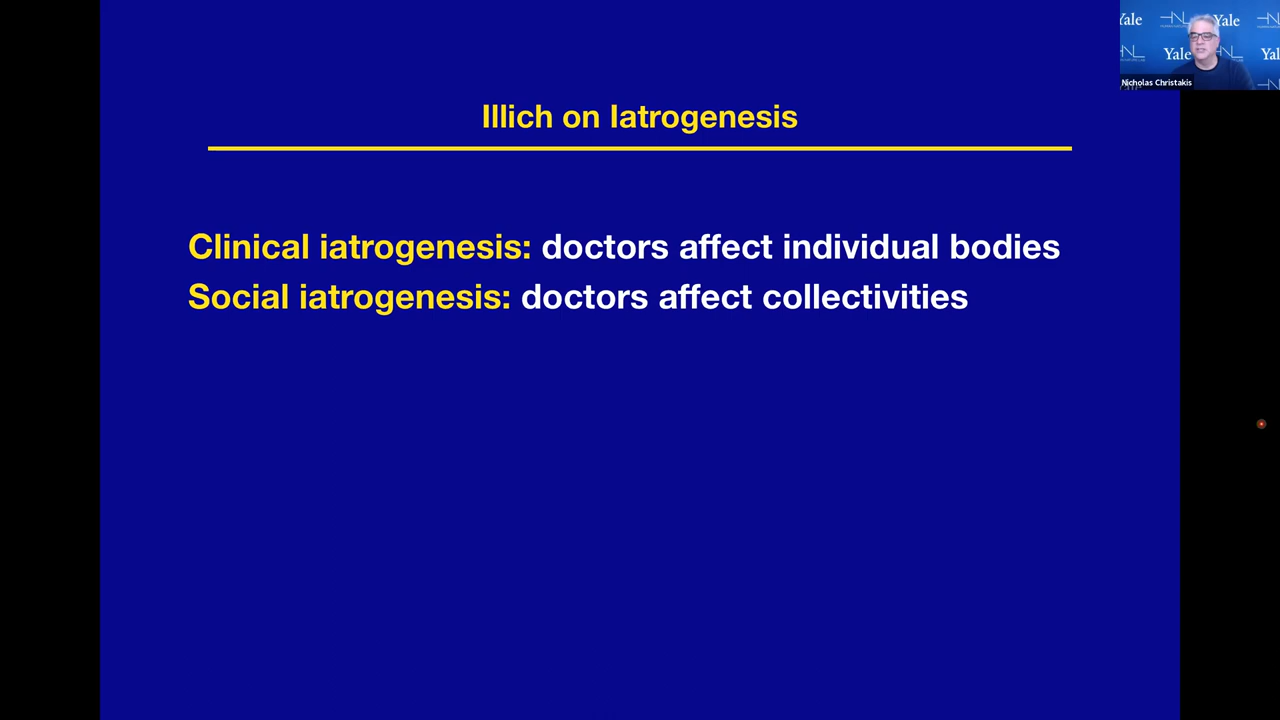 Illich on Iatrogenesis
Clinical iatrogenesis: doctors affect individual bodies
Social iatrogenesis: doctors affect collectivities
Yale
Yale
Yale
Yal
Nicholas Christakis